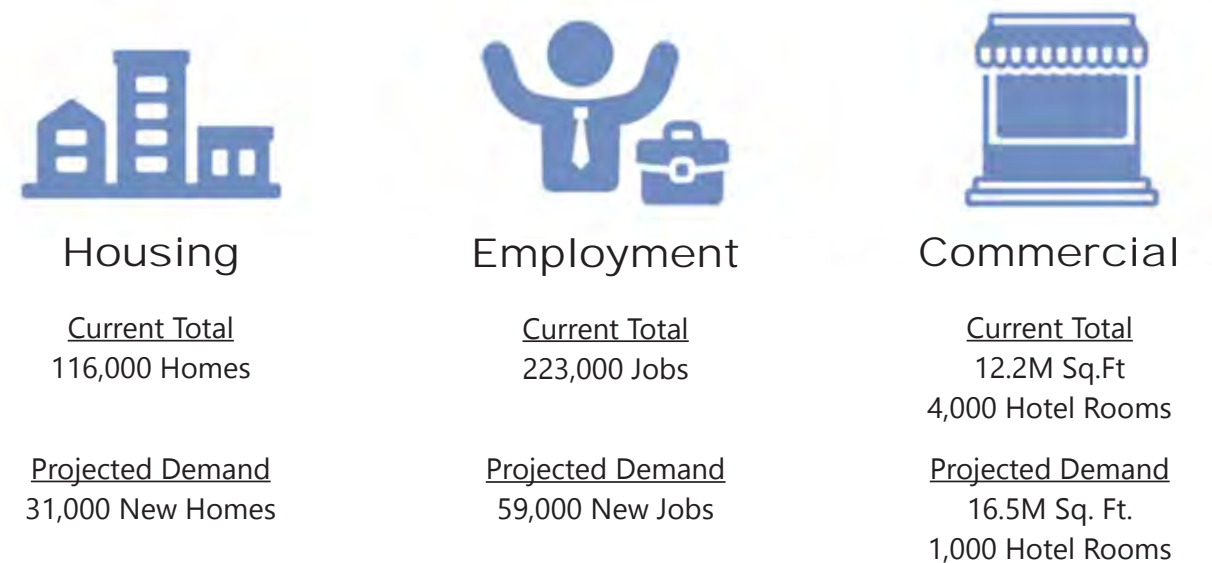 Housing
Current Total
116,000 Homes
Projected Demand
31,000 New Homes
Employment
Current Total
223,000 Jobs
Projected Demand
59,000 New Jobs
Commercial
Current Total
12.2M Sq.Ft
4,000 Hotel Rooms
Projected Demand
16.5M Sq. Ft.
1,000 Hotel Rooms